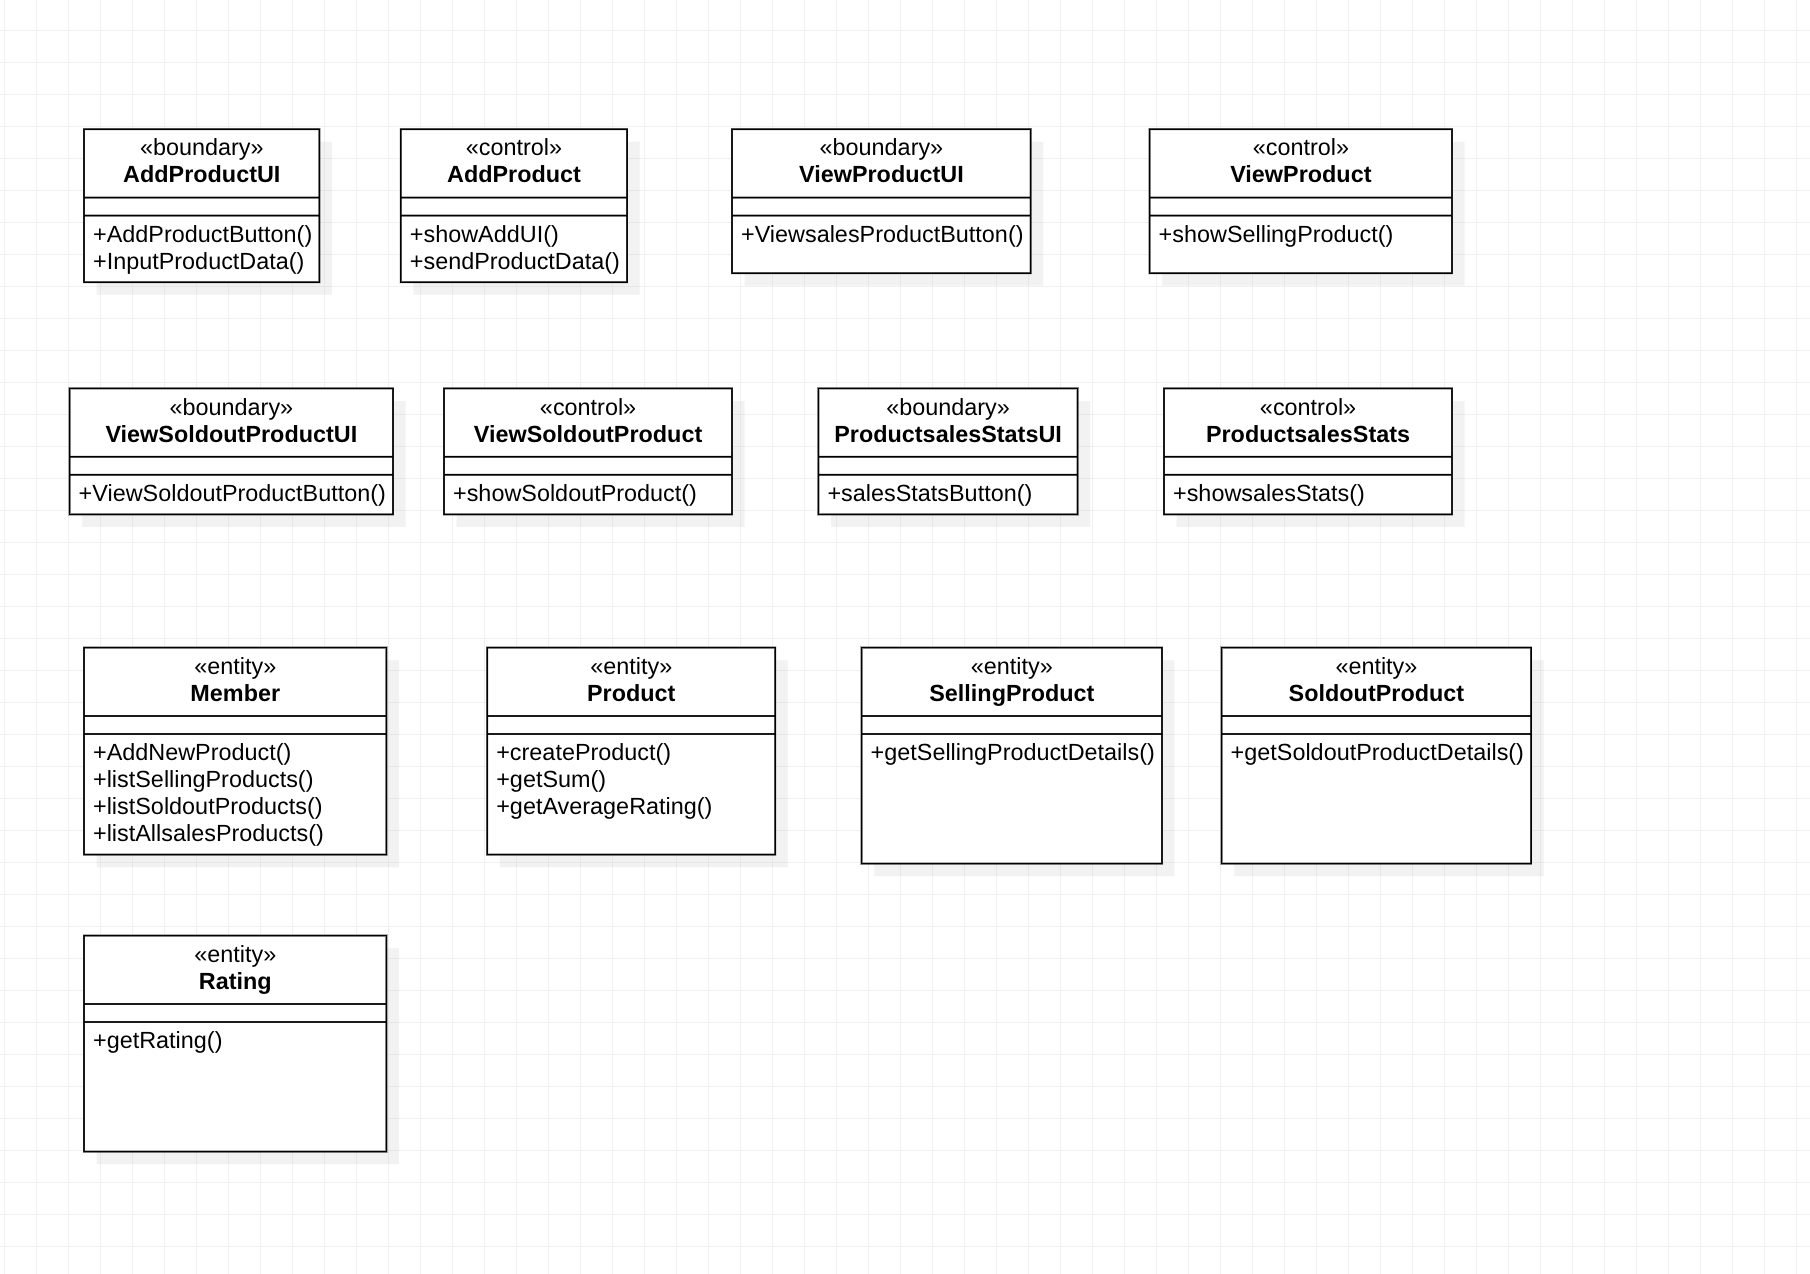 «boundary»
AddProductUI
+AddProductButton()
+InputProductData()
«control»
AddProduct
+showAddUI()
+sendProductData()
«boundary»
ViewProductUI
+ViewsalesProductButton()
«control»
ViewProduct
+showSellingProduct()
«boundary»
ViewSoldoutProductUI
+ViewSoldoutProductButton()
«control»
ViewSoldoutProduct
+showSoldoutProduct()
«boundary»
ProductsalesStatsUI
+salesStatsButton()
«control»
ProductsalesStats
+showsalesStats()
«entity»
Member
+AddNewProduct()
+listSellingProducts()
+listSoldoutProducts()
+listAllsalesProducts()
«entity»
Product
+createProduct()
+getSum()
+getAverageRating()
«entity»
SellingProduct
+getSellingProductDetails()
«entity»
SoldoutProduct
+getSoldoutProductDetails()
«entity»
Rating
+getRating()